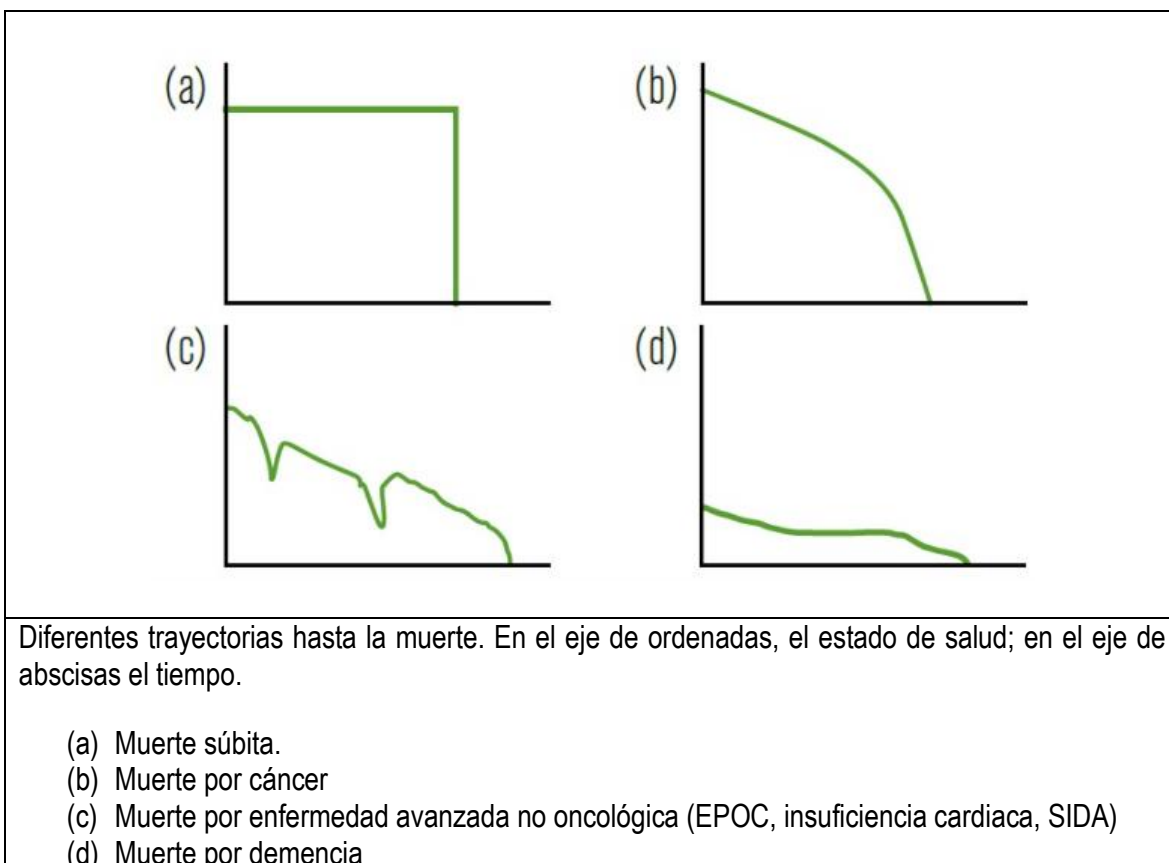 (a)
(b)
(c)
(d)
Diferentes trayectorias hasta la muerte. En el eje de ordenadas, el estado de salud; en el eje de
abscisas el tiempo.
(a) Muerte súbita.
(b) Muerte por cáncer
(c) Muerte por enfermedad avanzada no oncológica (EPOC, insuficiencia cardiaca, SIDA)
(d) Muerte por demencia